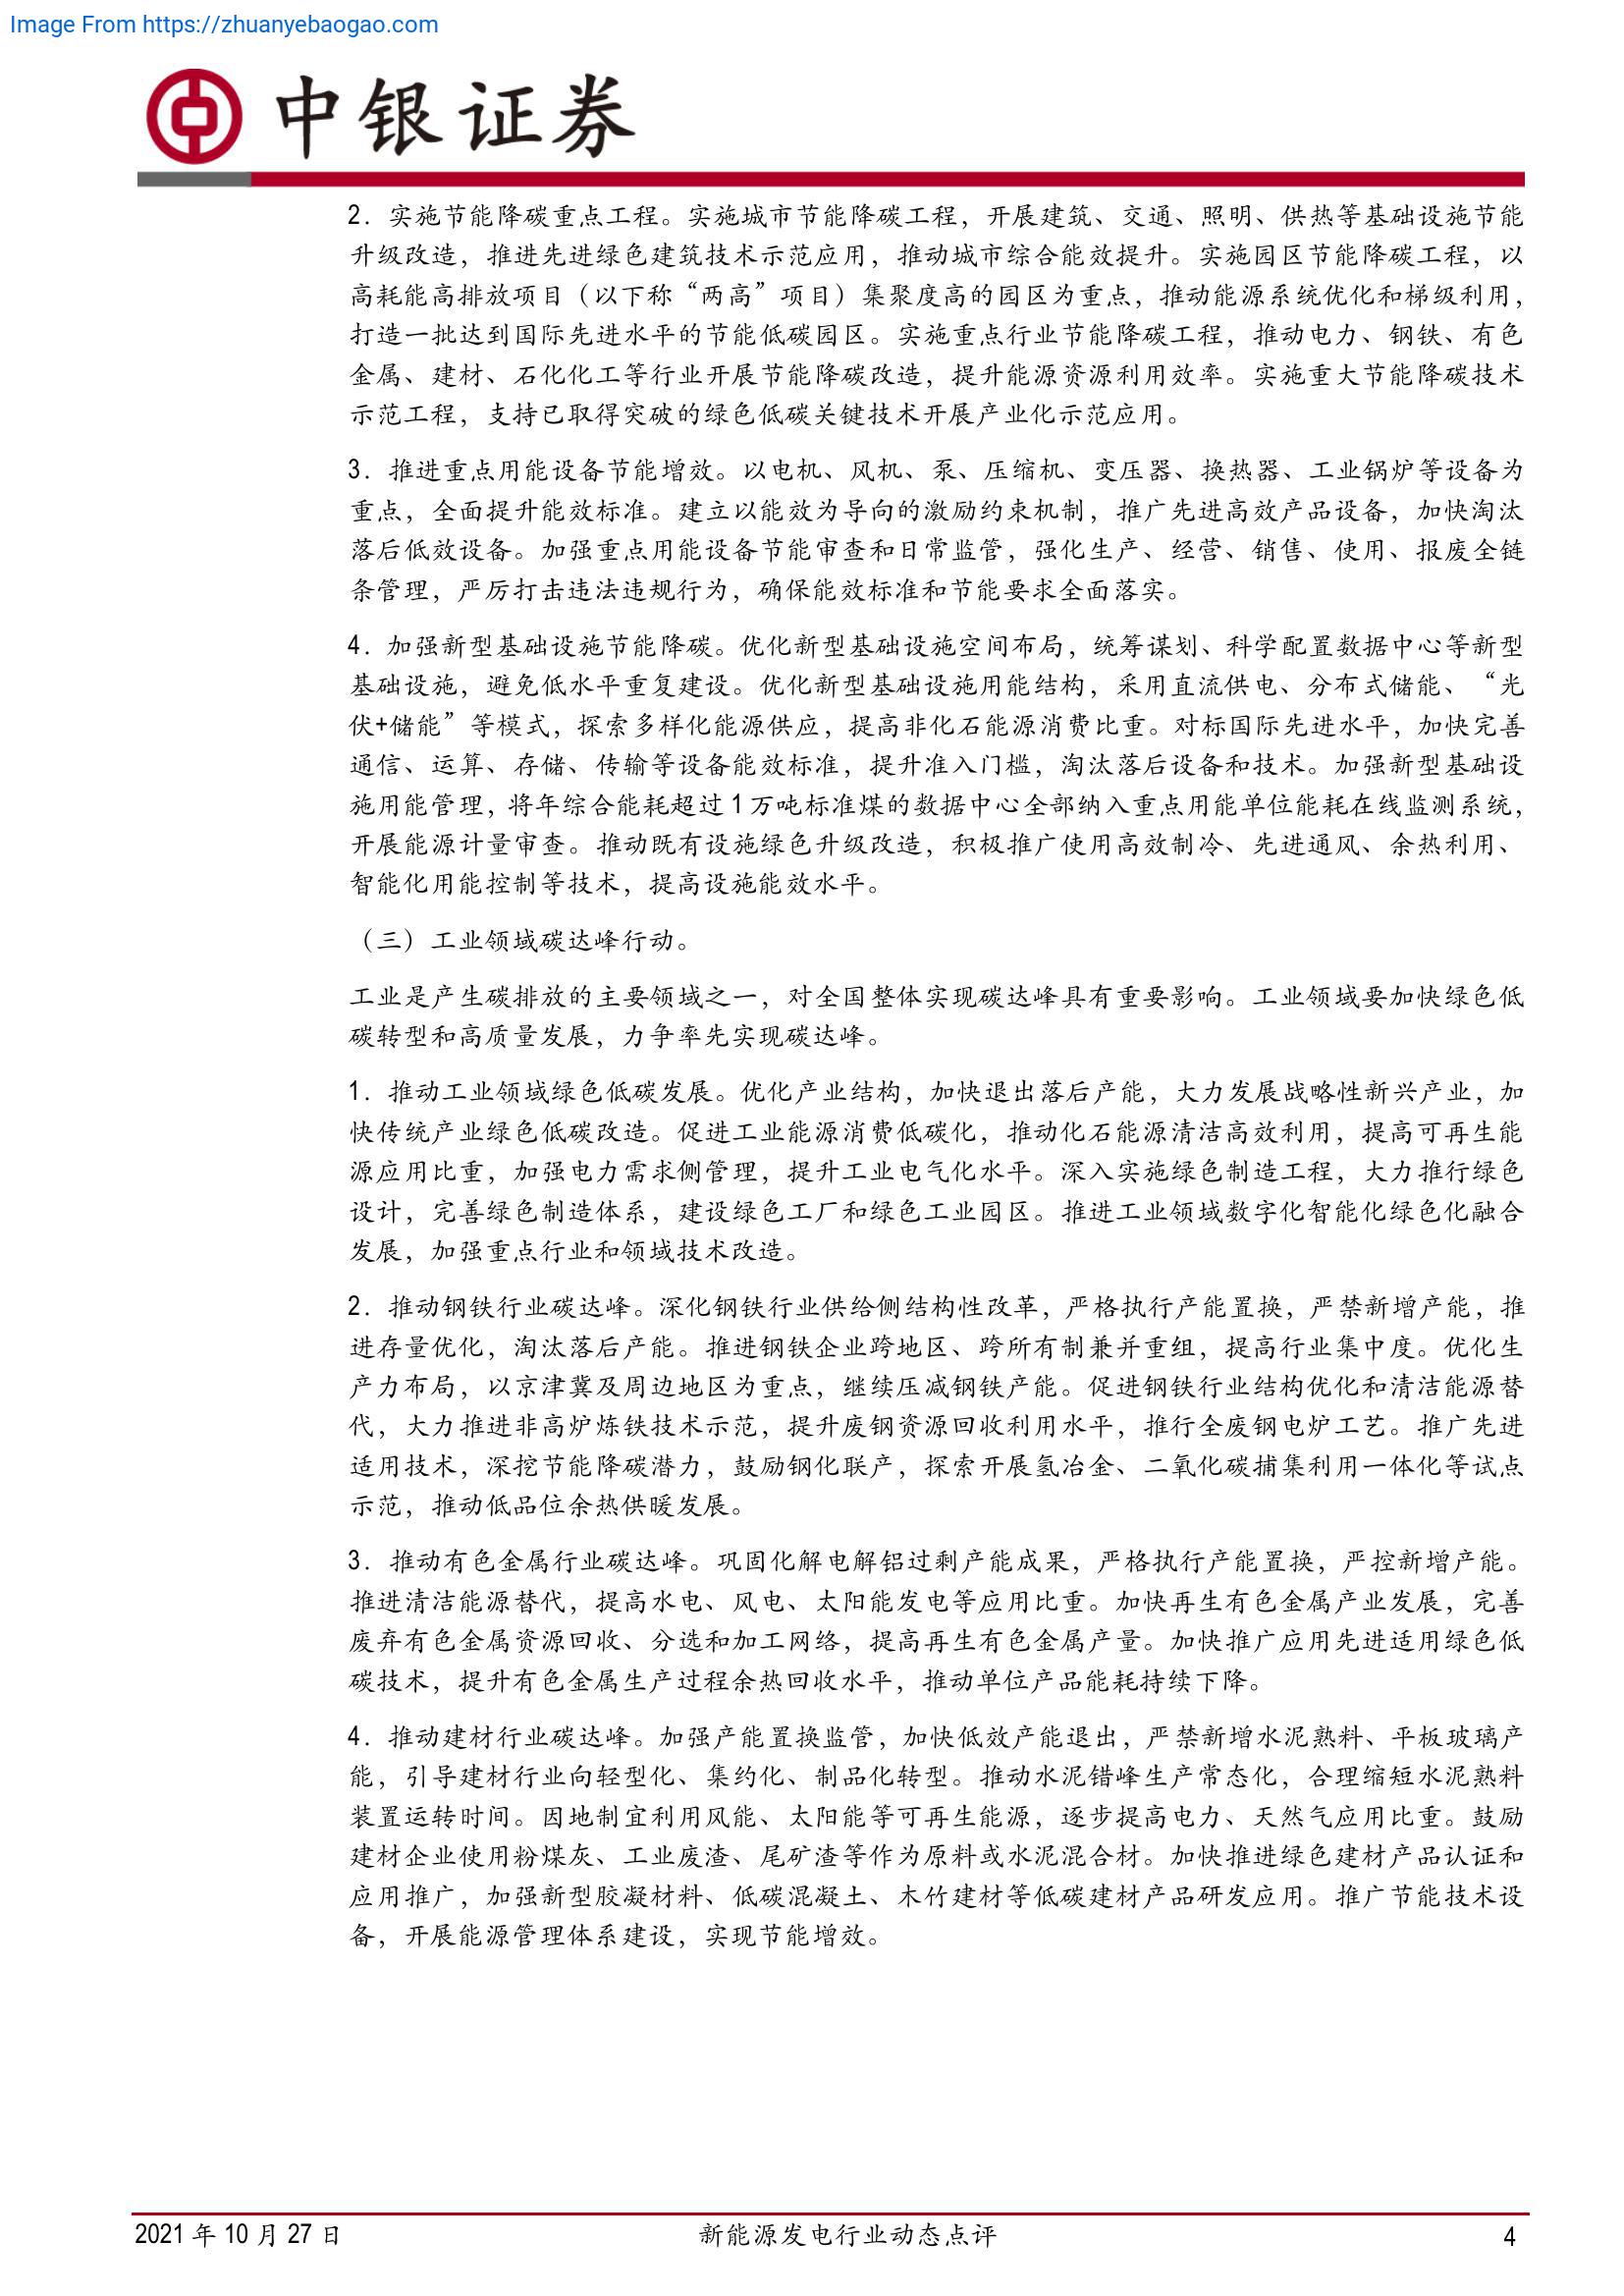 Image From https://zhuanyebaogao.com
中银证券
2. 实施节能降碳重点工程。实施城市节能降碳工程，开展建筑、交通、照明、供热等基础设施节能
升级改造，推进先进绿色建筑技术示范应用，推动城市综合能效提升。实施园区节能降碳工程，以
高耗能高排放项目（以下称“两高”项目）集聚度高的园区为重点，推动能源系统优化和梯级利用，
打造一批达到国际先进水平的节能低碳园区。实施重点行业节能降碳工程，推动电力、钢铁、有色
金属、建材、石化化工等行业开展节能降碳改造，提升能源资源利用效率。实施重大节能降碳技术
示范工程，支持已取得突破的绿色低碳关键技术开展产业化示范应用。
3. 推进重点用能设备节能增效。以电机、风机、泵、压缩机、变压器、换热器、工业锅炉等设备为
重点，全面提升能效标准。建立以能效为导向的激励约束机制，推广先进高效产品设备，加快淘汰
落后低效设备。加强重点用能设备节能审查和日常监管，强化生产、经营、销售、使用、报废全链
条管理，严厉打击违法违规行为，确保能效标准和节能要求全面落实。
4. 加强新型基础设施节能降碳。优化新型基础设施空间布局，统筹谋划、科学配置数据中心等新型
基础设施，避免低水平重复建设。优化新型基础设施用能结构，采用直流供电、分布式储能、“光
伏+储能”等模式，探索多样化能源供应，提高非化石能源消费比重。对标国际先进水平，加快完善
通信、运算、存储、传输等设备能效标准，提升准入门槛，淘汰落后设备和技术。加强新型基础设
施用能管理，将年综合能耗超过 1 万吨标准煤的数据中心全部纳入重点用能单位能耗在线监测系统，
开展能源计量审查。推动既有设施绿色升级改造，积极推广使用高效制冷、先进通风、余热利用、
智能化用能控制等技术，提高设施能效水平。
（三）工业领域碳达峰行动。
工业是产生碳排放的主要领域之一，对全国整体实现碳达峰具有重要影响。工业领域要加快绿色低
碳转型和高质量发展，力争率先实现碳达峰。
1. 推动工业领域绿色低碳发展。优化产业结构，加快退出落后产能，大力发展战略性新兴产业，加
快传统产业绿色低碳改造。促进工业能源消费低碳化，推动化石能源清洁高效利用，提高可再生能
源应用比重，加强电力需求侧管理，提升工业电气化水平。深入实施绿色制造工程，大力推行绿色
设计，完善绿色制造体系，建设绿色工厂和绿色工业园区。推进工业领域数字化智能化绿色化融合
发展，加强重点行业和领域技术改造。
2. 推动钢铁行业碳达峰。深化钢铁行业供给侧结构性改革，严格执行产能置换，严禁新增产能，推
进存量优化，淘汰落后产能。推进钢铁企业跨地区、跨所有制兼并重组，提高行业集中度。优化生
产力布局，以京津冀及周边地区为重点，继续压减钢铁产能。促进钢铁行业结构优化和清洁能源替
代，大力推进非高炉炼铁技术示范，提升废钢资源回收利用水平，推行全废钢电炉工艺。推广先进
适用技术，深挖节能降碳潜力，鼓励钢化联产，探索开展氢冶金、二氧化碳捕集利用一体化等试点
示范，推动低品位余热供暖发展。
3. 推动有色金属行业碳达峰。巩固化解电解铝过剩产能成果，严格执行产能置换，严控新增产能。
推进清洁能源替代，提高水电、风电、太阳能发电等应用比重。加快再生有色金属产业发展，完善
废弃有色金属资源回收、分选和加工网络，提高再生有色金属产量。加快推广应用先进适用绿色低
碳技术，提升有色金属生产过程余热回收水平，推动单位产品能耗持续下降。
4. 推动建材行业碳达峰。加强产能置换监管，加快低效产能退出，严禁新增水泥熟料、平板玻璃产
能，引导建材行业向轻型化、集约化、制品化转型。推动水泥错峰生产常态化，合理缩短水泥熟料
装置运转时间。因地制宜利用风能、太阳能等可再生能源，逐步提高电力、天然气应用比重。鼓励
建材企业使用粉煤灰、工业废渣、尾矿渣等作为原料或水泥混合材。加快推进绿色建材产品认证和
应用推广，加强新型胶凝材料、低碳混凝土、木竹建材等低碳建材产品研发应用。推广节能技术设
备，开展能源管理体系建设，实现节能增效。
2021 年 10 月 27 日
新能源发电行业动态点评
4